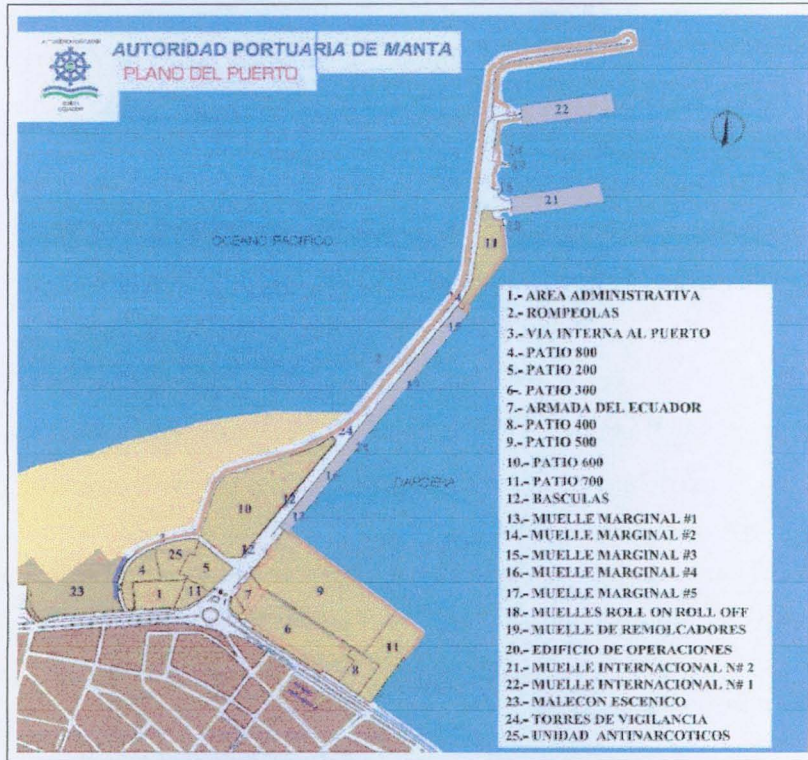 AUTORIDAD PORTUARIA DE MANTA
PLANO DEL PUERTO
22
21
11
OCEANO PACIFICO
1.- AREA ADMINISTRATIVA
2.- ROMPEOLAS
3.- VIA INTERNA AL PUERTO
4.- PATIO 800
5.- PATIO 200
6-. PATIO 300
7.- ARMADA DEL ECUADOR
8.- PATIO 400
9.- PATIO 500
10.- PATIO 600
11.- PATIO 700
12.- BASCULAS
13.- MUELLE MARGINAL #1
14.- MUELLE MARGINAL #2
15.- MUELLE MARGINAL #3
16.- MUELLE MARGINAL #4
17.- MUELLE MARGINAL #5
18.- MUELLES ROLL ON ROLL OFF
19.- MUELLE DE REMOLCADORES
20.- EDIFICIO DE OPERACIONES
21.- MUELLE INTERNACIONAL N# 2
22.- MUELLE INTERNACIONAL N# 1
23.- MALECON ESCENICO
24.- TORRES DE VIGILANCIA
25.- UNIDAD ANTINARCOTICOS
24
DARCENA
10
12
12
25
5
4
9
23
1
11
7
6
11
8